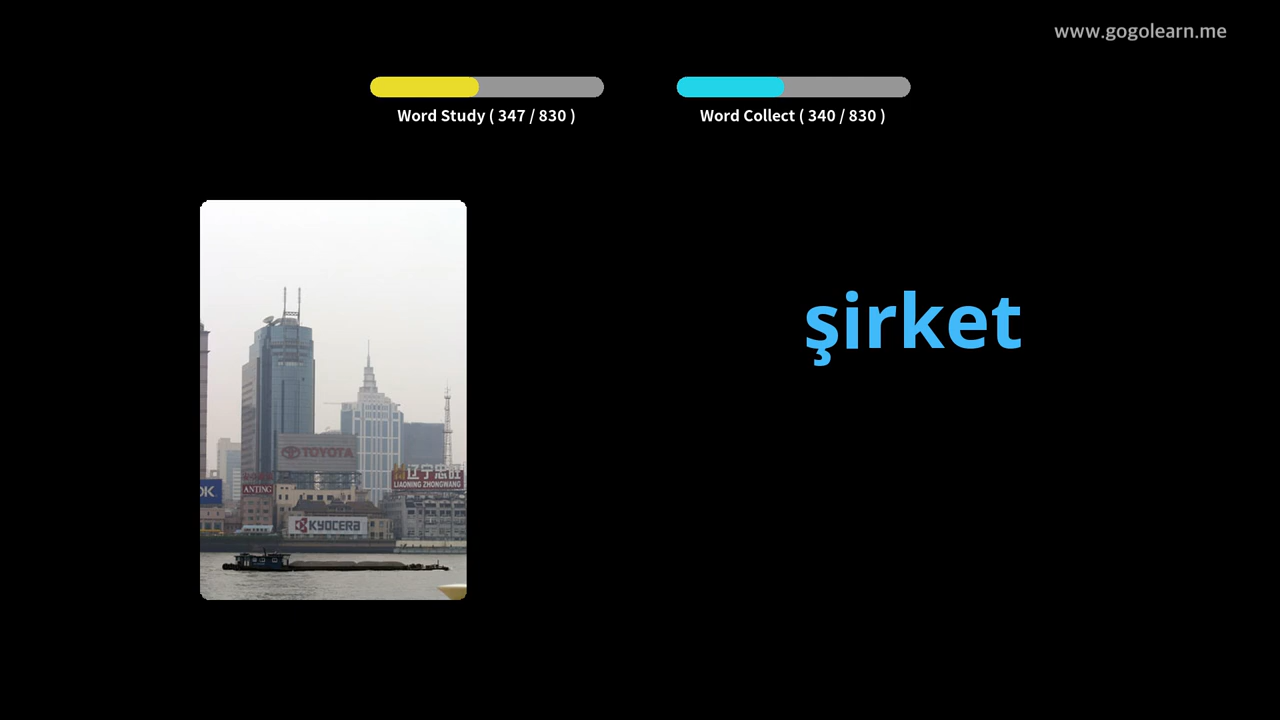 www.gogolearn.me
Word Study ( 347 / 830 )
Word Collect ( 340 / 830 )
şirket
TOYOTA
辽宁忠旺
LIAONING ZHONGWANG
OK
ANTING
KYOCERA